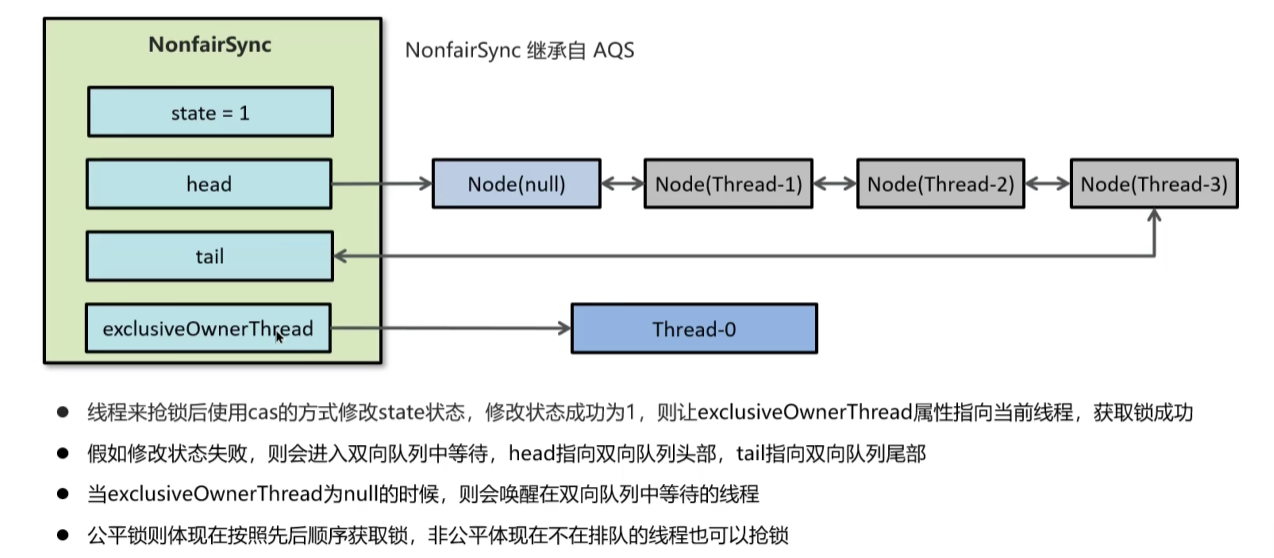 NonfairSync
NonfairSync 继承自 AQS
state = 1
head
Node(null)
Node(Thread-1)
Node(Thread-2)
Node(Thread-3)
tail
exclusiveOwnerThread
Thread-0
● 线程来抢锁后使用cas的方式修改state状态，修改状态成功为1，则让exclusiveOwnerThread属性指向当前线程，获取锁成功
● 假如修改状态失败，则会进入双向队列中等待，head指向双向队列头部，tail指向双向队列尾部
● 当exclusiveOwnerThread为null的时候，则会唤醒在双向队列中等待的线程
● 公平锁则体现在按照先后顺序获取锁，非公平体现在不在排队的线程也可以抢锁